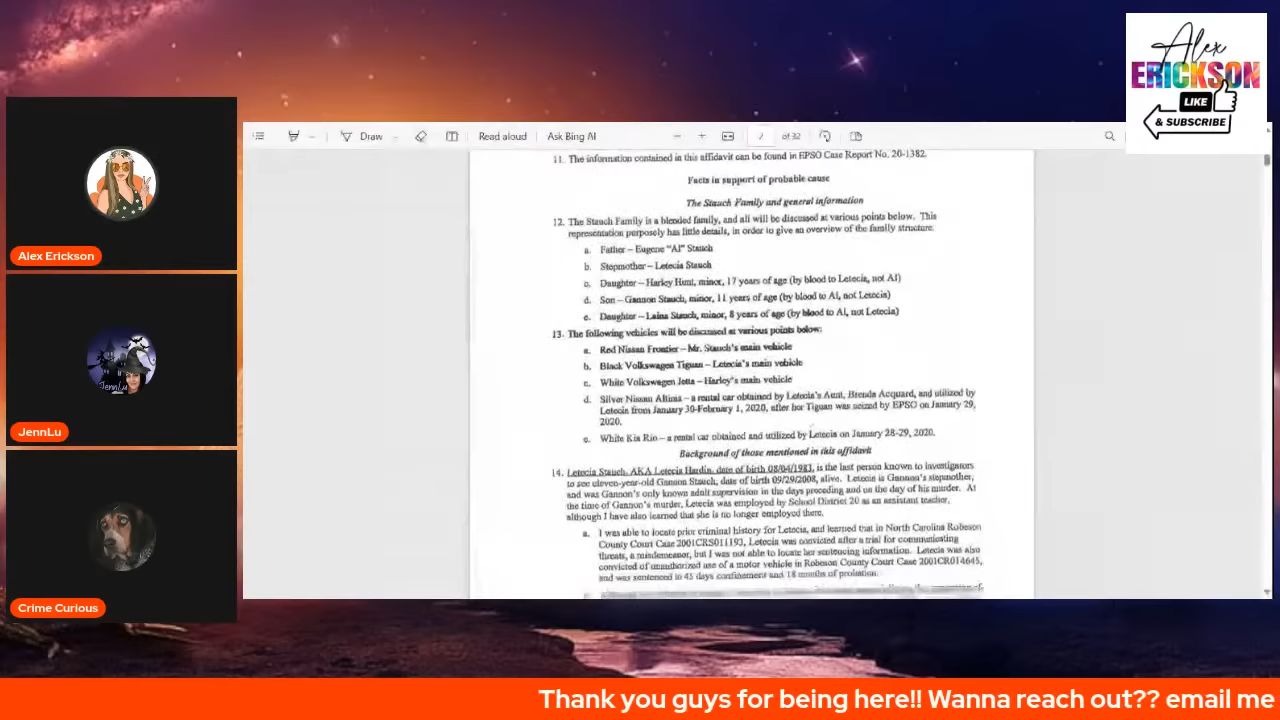 Alex
ERICKSON
LIKE
& SUBSCRIBE
Draw
Read aloud
Ask Bing AI
of 32
11. The information contained in this affidavit can be found in EPSO Case Report No. 20-1382.
Facts in support of probable cause
The Stauch Family and general information
12. The Stauch Family is a blended family, and all will be discussed at various points below. This
representation purposely has little details, in order to give an overview of the family structure.
a. Father – Eugene "Al" Stauch
b. Stepmother – Letecia Stauch
c. Daughter – Harley Hunt, minor, 17 years of age (by blood to Letecia, not Al)
d. Son – Gannon Stauch, minor, 11 years of age (by blood to Al, not Letecia)
e. Daughter – Laina Stauch, minor, 8 years of age (by blood to Al, not Letecia)
13. The following vehicles will be discussed at various points below:
a. Red Nissan Frontier – Mr. Stauch's main vehicle
b. Black Volkswagen Tiguan – Letecia's main vehicle
c. White Volkswagen Jetta – Harley's main vehicle
d. Silver Nissan Altima – a rental car obtained by Letecia's Aunt, Brenda Acquard, and utilized by
Letecia from January 30-February 1, 2020, after her Tiguan was seized by EPSO on January 29,
2020.
e. White Kia Rio – a rental car obtained and utilized by Letecia on January 28-29, 2020.
Background of those mentioned in this affidavit
14. Letecia Stauch, AKA Letecia Hardin, date of birth 08/04/1983, is the last person known to investigators
to see eleven-year-old Gannon Stauch, date of birth 09/29/2008, alive. Letecia is Gannon's stepmother,
and was Gannon's only known adult supervision in the days preceding and on the day of his murder. At
the time of Gannon's murder, Letecia was employed by School District 20 as an assistant teacher,
although I have also learned that she is no longer employed there.
a. I was able to locate prior criminal history for Letecia, and learned that in North Carolina Robeson
County Court Case 2001CRS011193, Letecia was convicted after a trial for communicating
threats, a misdemeanor, but I was not able to locate her sentencing information. Letecia was also
convicted of unauthorized use of a motor vehicle in Robeson County Court Case 2001CR014645,
and was sentenced to 45 days confinement and 18 months of probation.
Alex Erickson
JennLu
JennLu
Crime Curious
Thank you guys for being here!! Wanna reach out?? email me